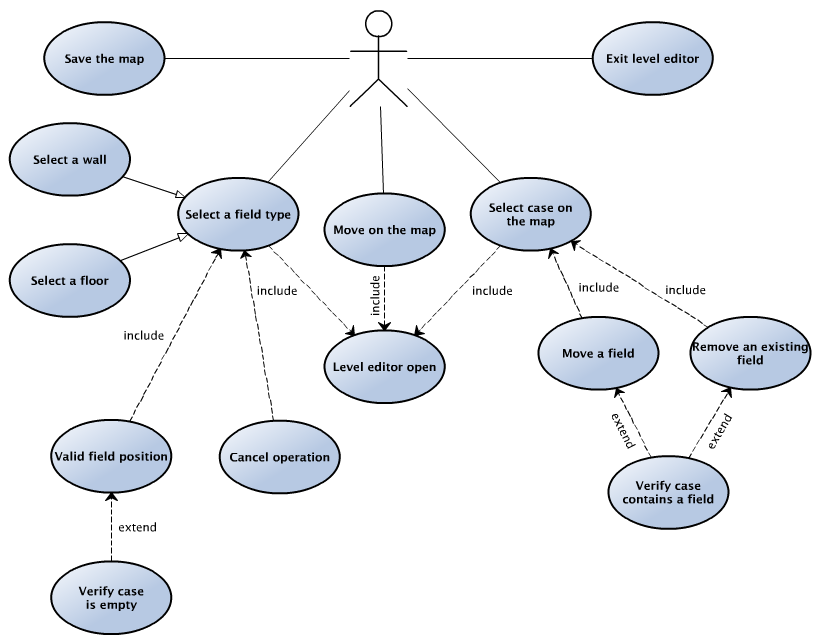 Save the map
Exit level editor
Select a wall
Select a field type
Move on the map
Select case on
the map
Select a floor
include
include
include
include
include
include
include
Level editor open
Move a field
Remove an existing
field
extend
extend
Valid field position
Cancel operation
Verify case
contains a field
extend
Verify case
is empty